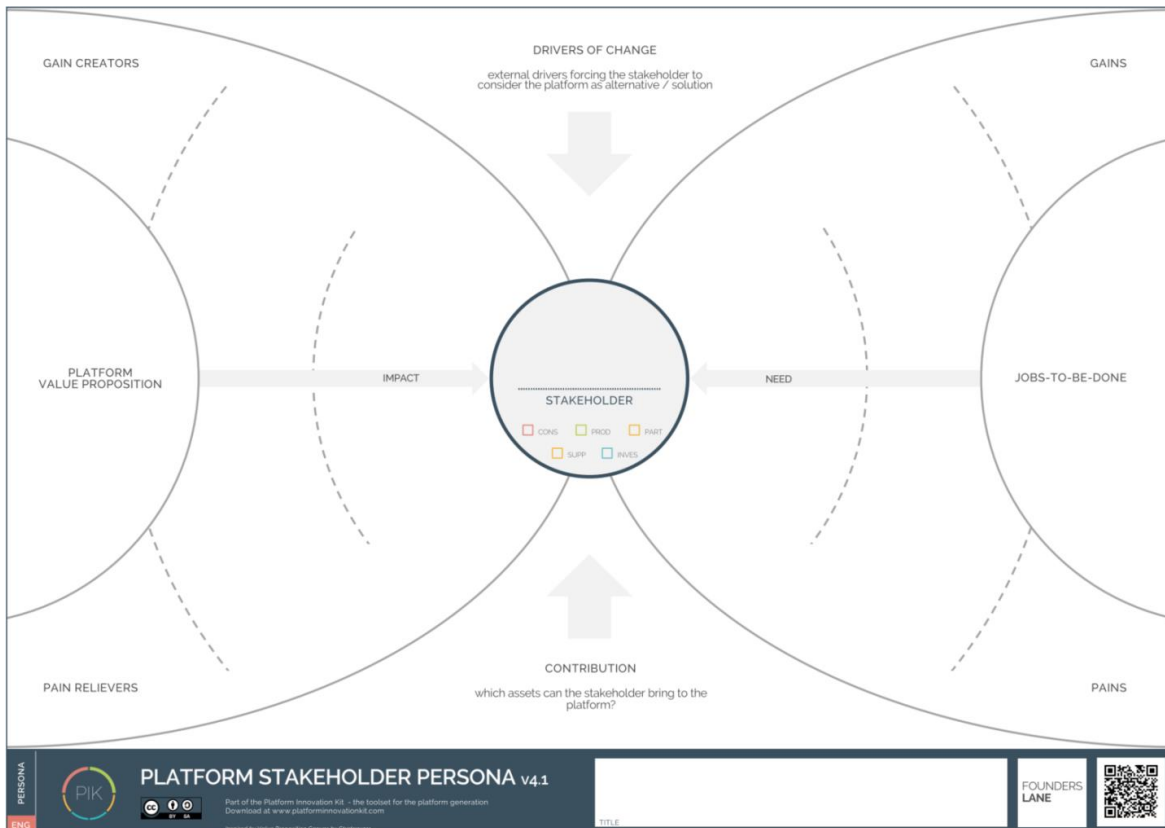 GAIN CREATORS
DRIVERS OF CHANGE
external drivers forcing the stakeholder to
consider the platform as alternative / solution
GAINS
PLATFORM
VALUE PROPOSITION
IMPACT
STAKEHOLDER
CONS
PROD
PART
SUPP
INVES
NEED
JOBS-TO-BE-DONE
PAIN RELIEVERS
CONTRIBUTION
which assets can the stakeholder bring to the
platform?
PAINS
PERSONA
ENG
PIK
PLATFORM STAKEHOLDER PERSONA v4.1
cc
BY SA
Part of the Platform Innovation Kit - the toolset for the platform generation
Download at www.platforminnovationkit.com
TITLE
FOUNDERS
LANE